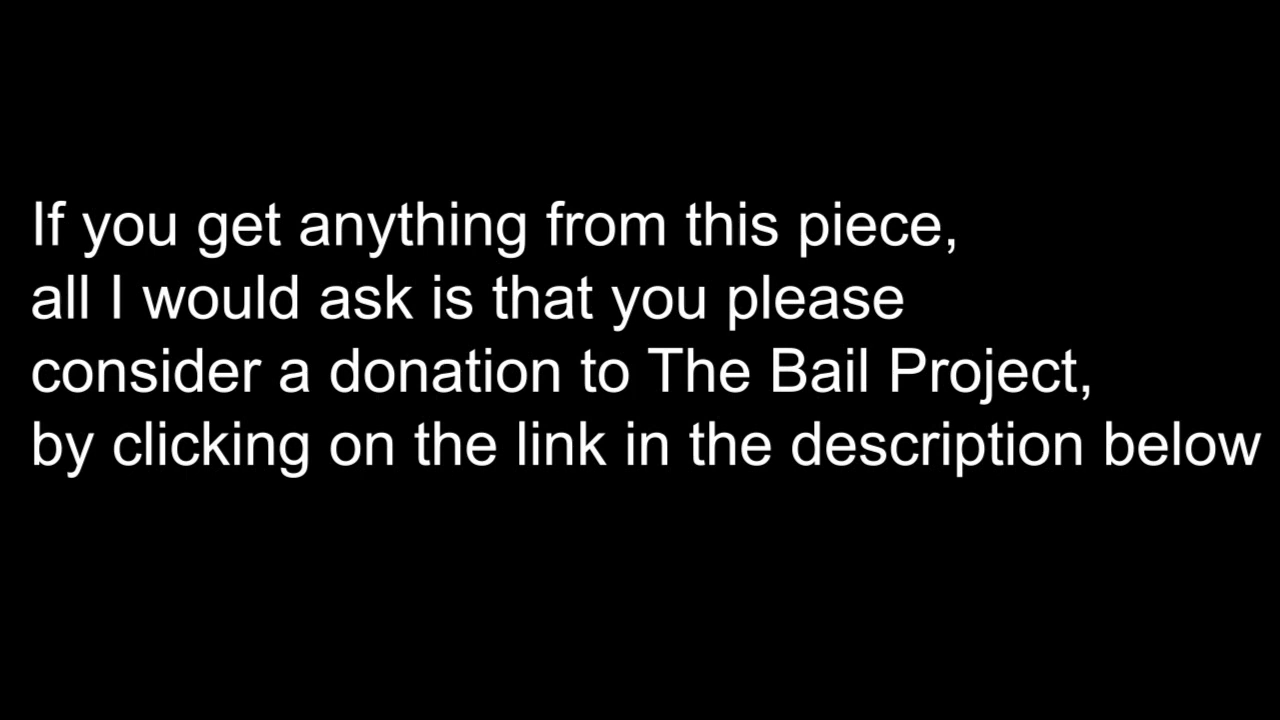 If you get anything from this piece,
all I would ask is that you please
consider a donation to The Bail Project,
by clicking on the link in the description below